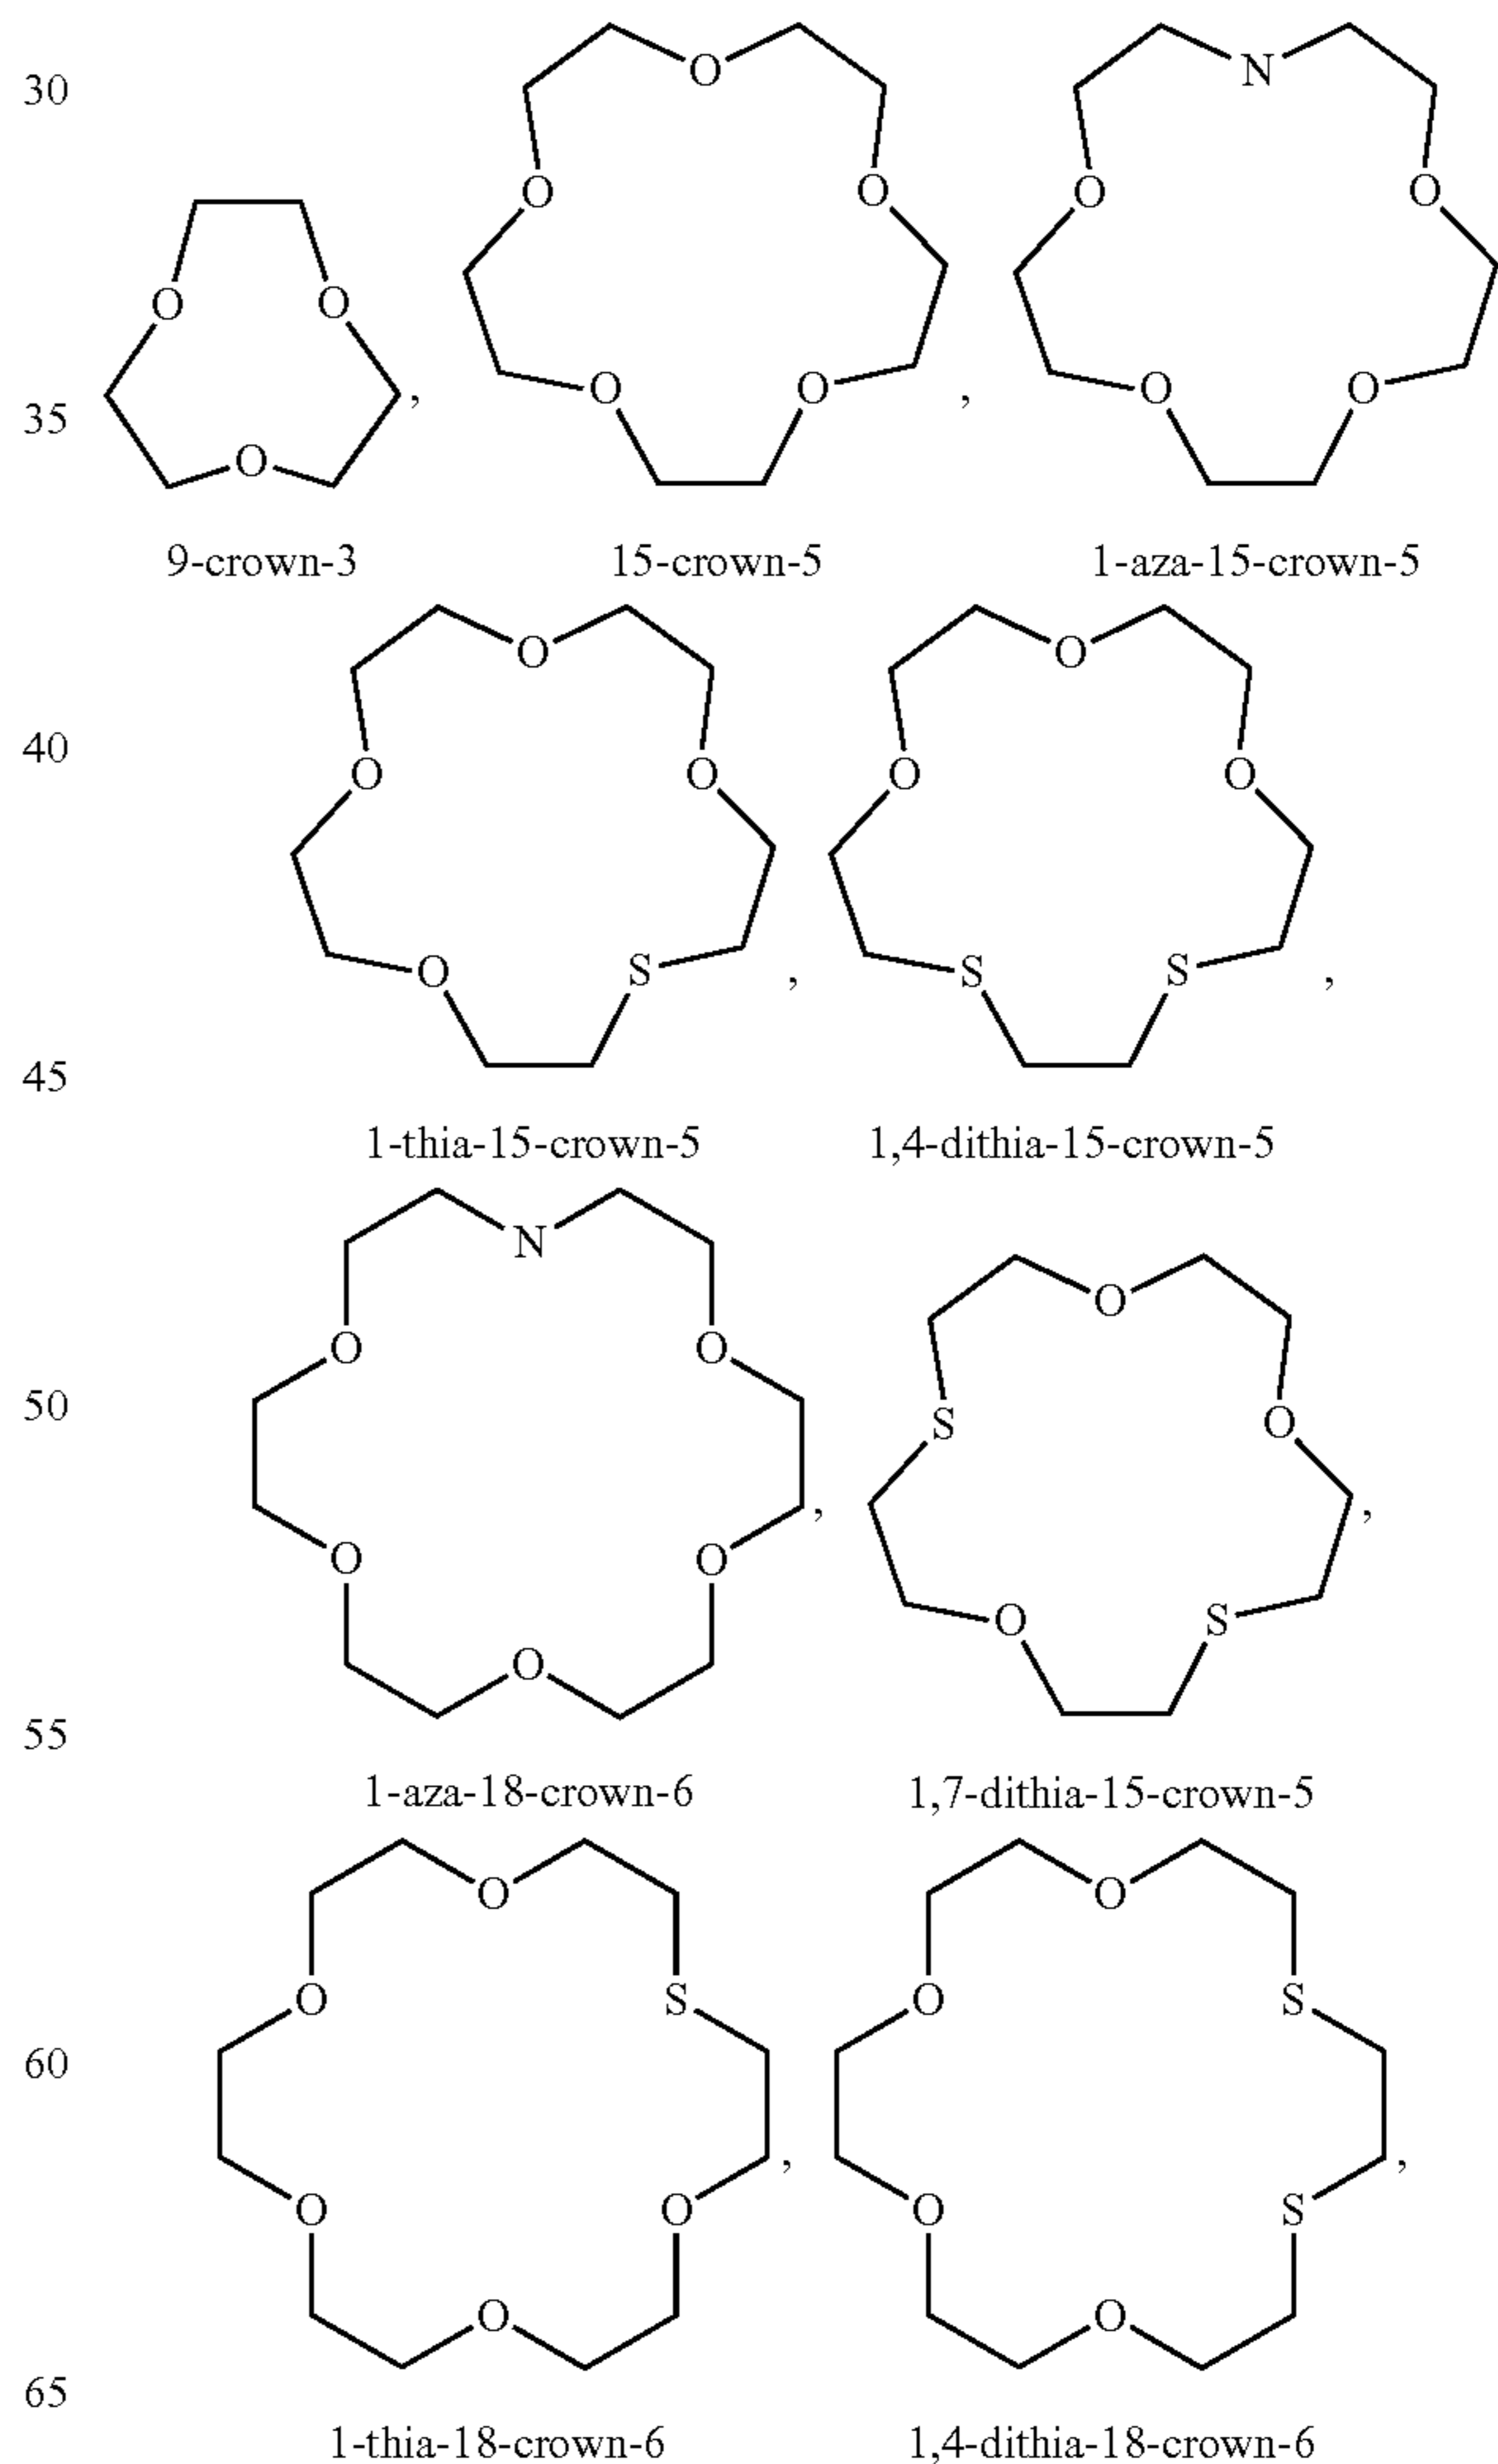 30
O
O
N
O
O
O
O
O
O
35
O
O
,
O
O
,
O
O
9-crown-3
15-crown-5
1-aza-15-crown-5
O
O
40
O
O
O
O
O
S
,
S
S
,
45
1-thia-15-crown-5
1,4-dithia-15-crown-5
N
O
O
O
50
S
O
O
O
,
,
O
S
O
55
1-aza-18-crown-6
1,7-dithia-15-crown-5
O
O
O
S
O
S
60
O
O
,
O
S
,
O
O
65
1-thia-18-crown-6
1,4-dithia-18-crown-6